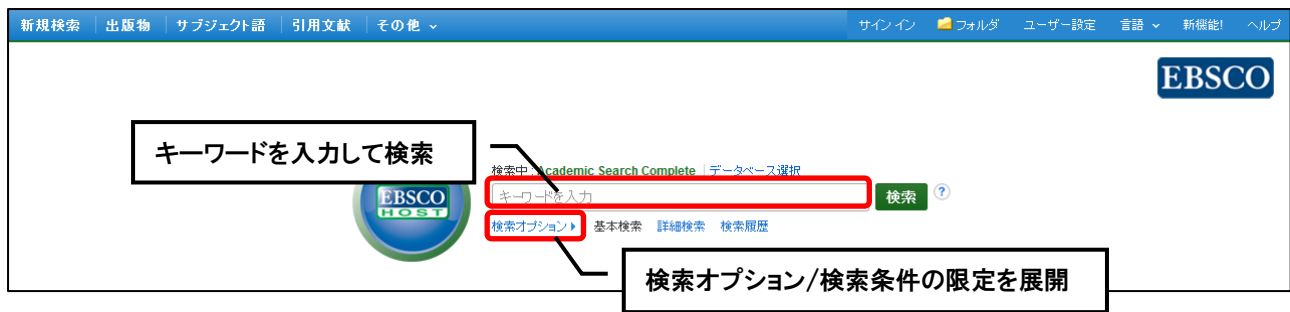 新規検索 出版物 サブジェクト語 引用文献 その他 サインイン フォルダ ユーザー設定 言語 新機能! ヘルプ
EBSCO
キーワードを入力して検索
検索中: Academic Search Complete データベース選択
EBSCO
HOST
キーワードを入力 検索 ?
検索オプション 基本検索 詳細検索 検索履歴
検索オプション/検索条件の限定を展開